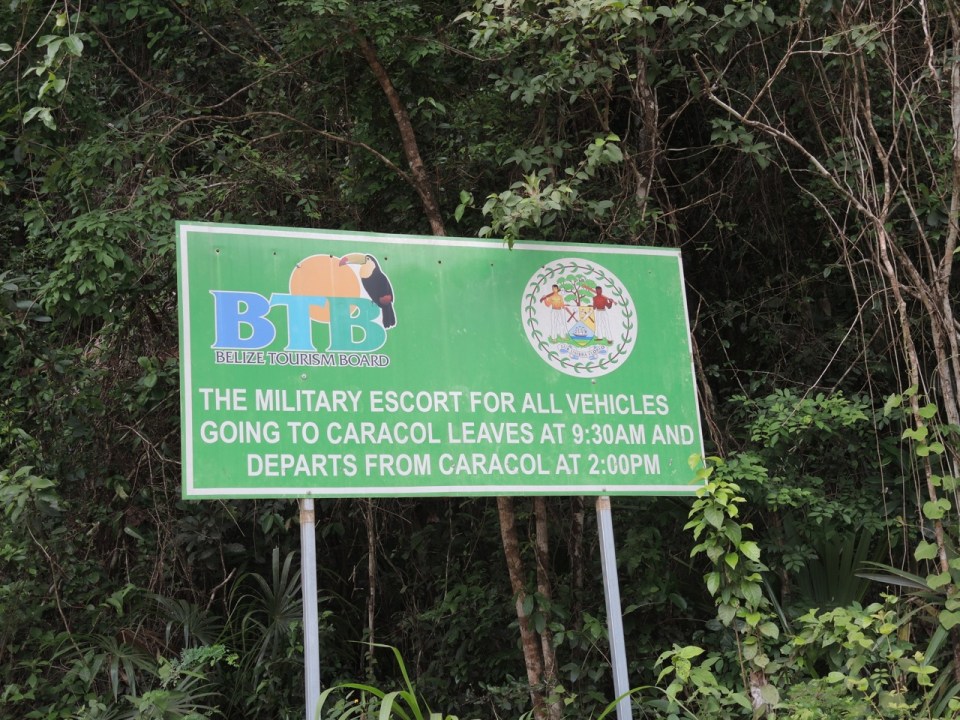 BTB
BELIZE TOURISM BOARD
THE MILITARY ESCORT FOR ALL VEHICLES
GOING TO CARACOL LEAVES AT 9:30AM AND
DEPARTS FROM CARACOL AT 2:00PM